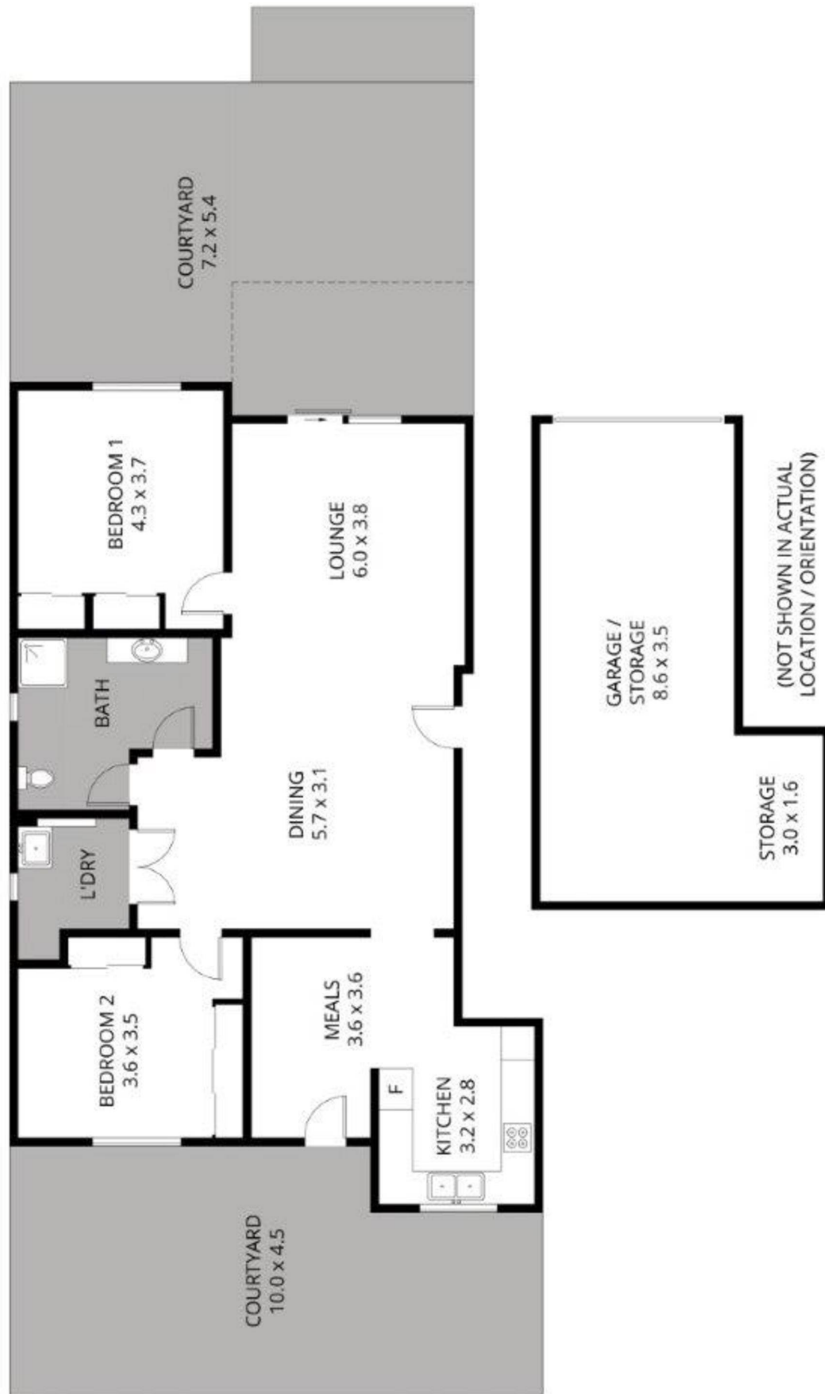 COURTYARD
10.0 x 4.5
BEDROOM 2
3.6 x 3.5
L'DRY
BATH
BEDROOM 1
4.3 x 3.7
COURTYARD
7.2 x 5.4
MEALS
3.6 x 3.6
DINING
5.7 x 3.1
LOUNGE
6.0 x 3.8
F
KITCHEN
3.2 x 2.8
GARAGE /
STORAGE
8.6 x 3.5
STORAGE
3.0 x 1.6
(NOT SHOWN IN ACTUAL
LOCATION / ORIENTATION)